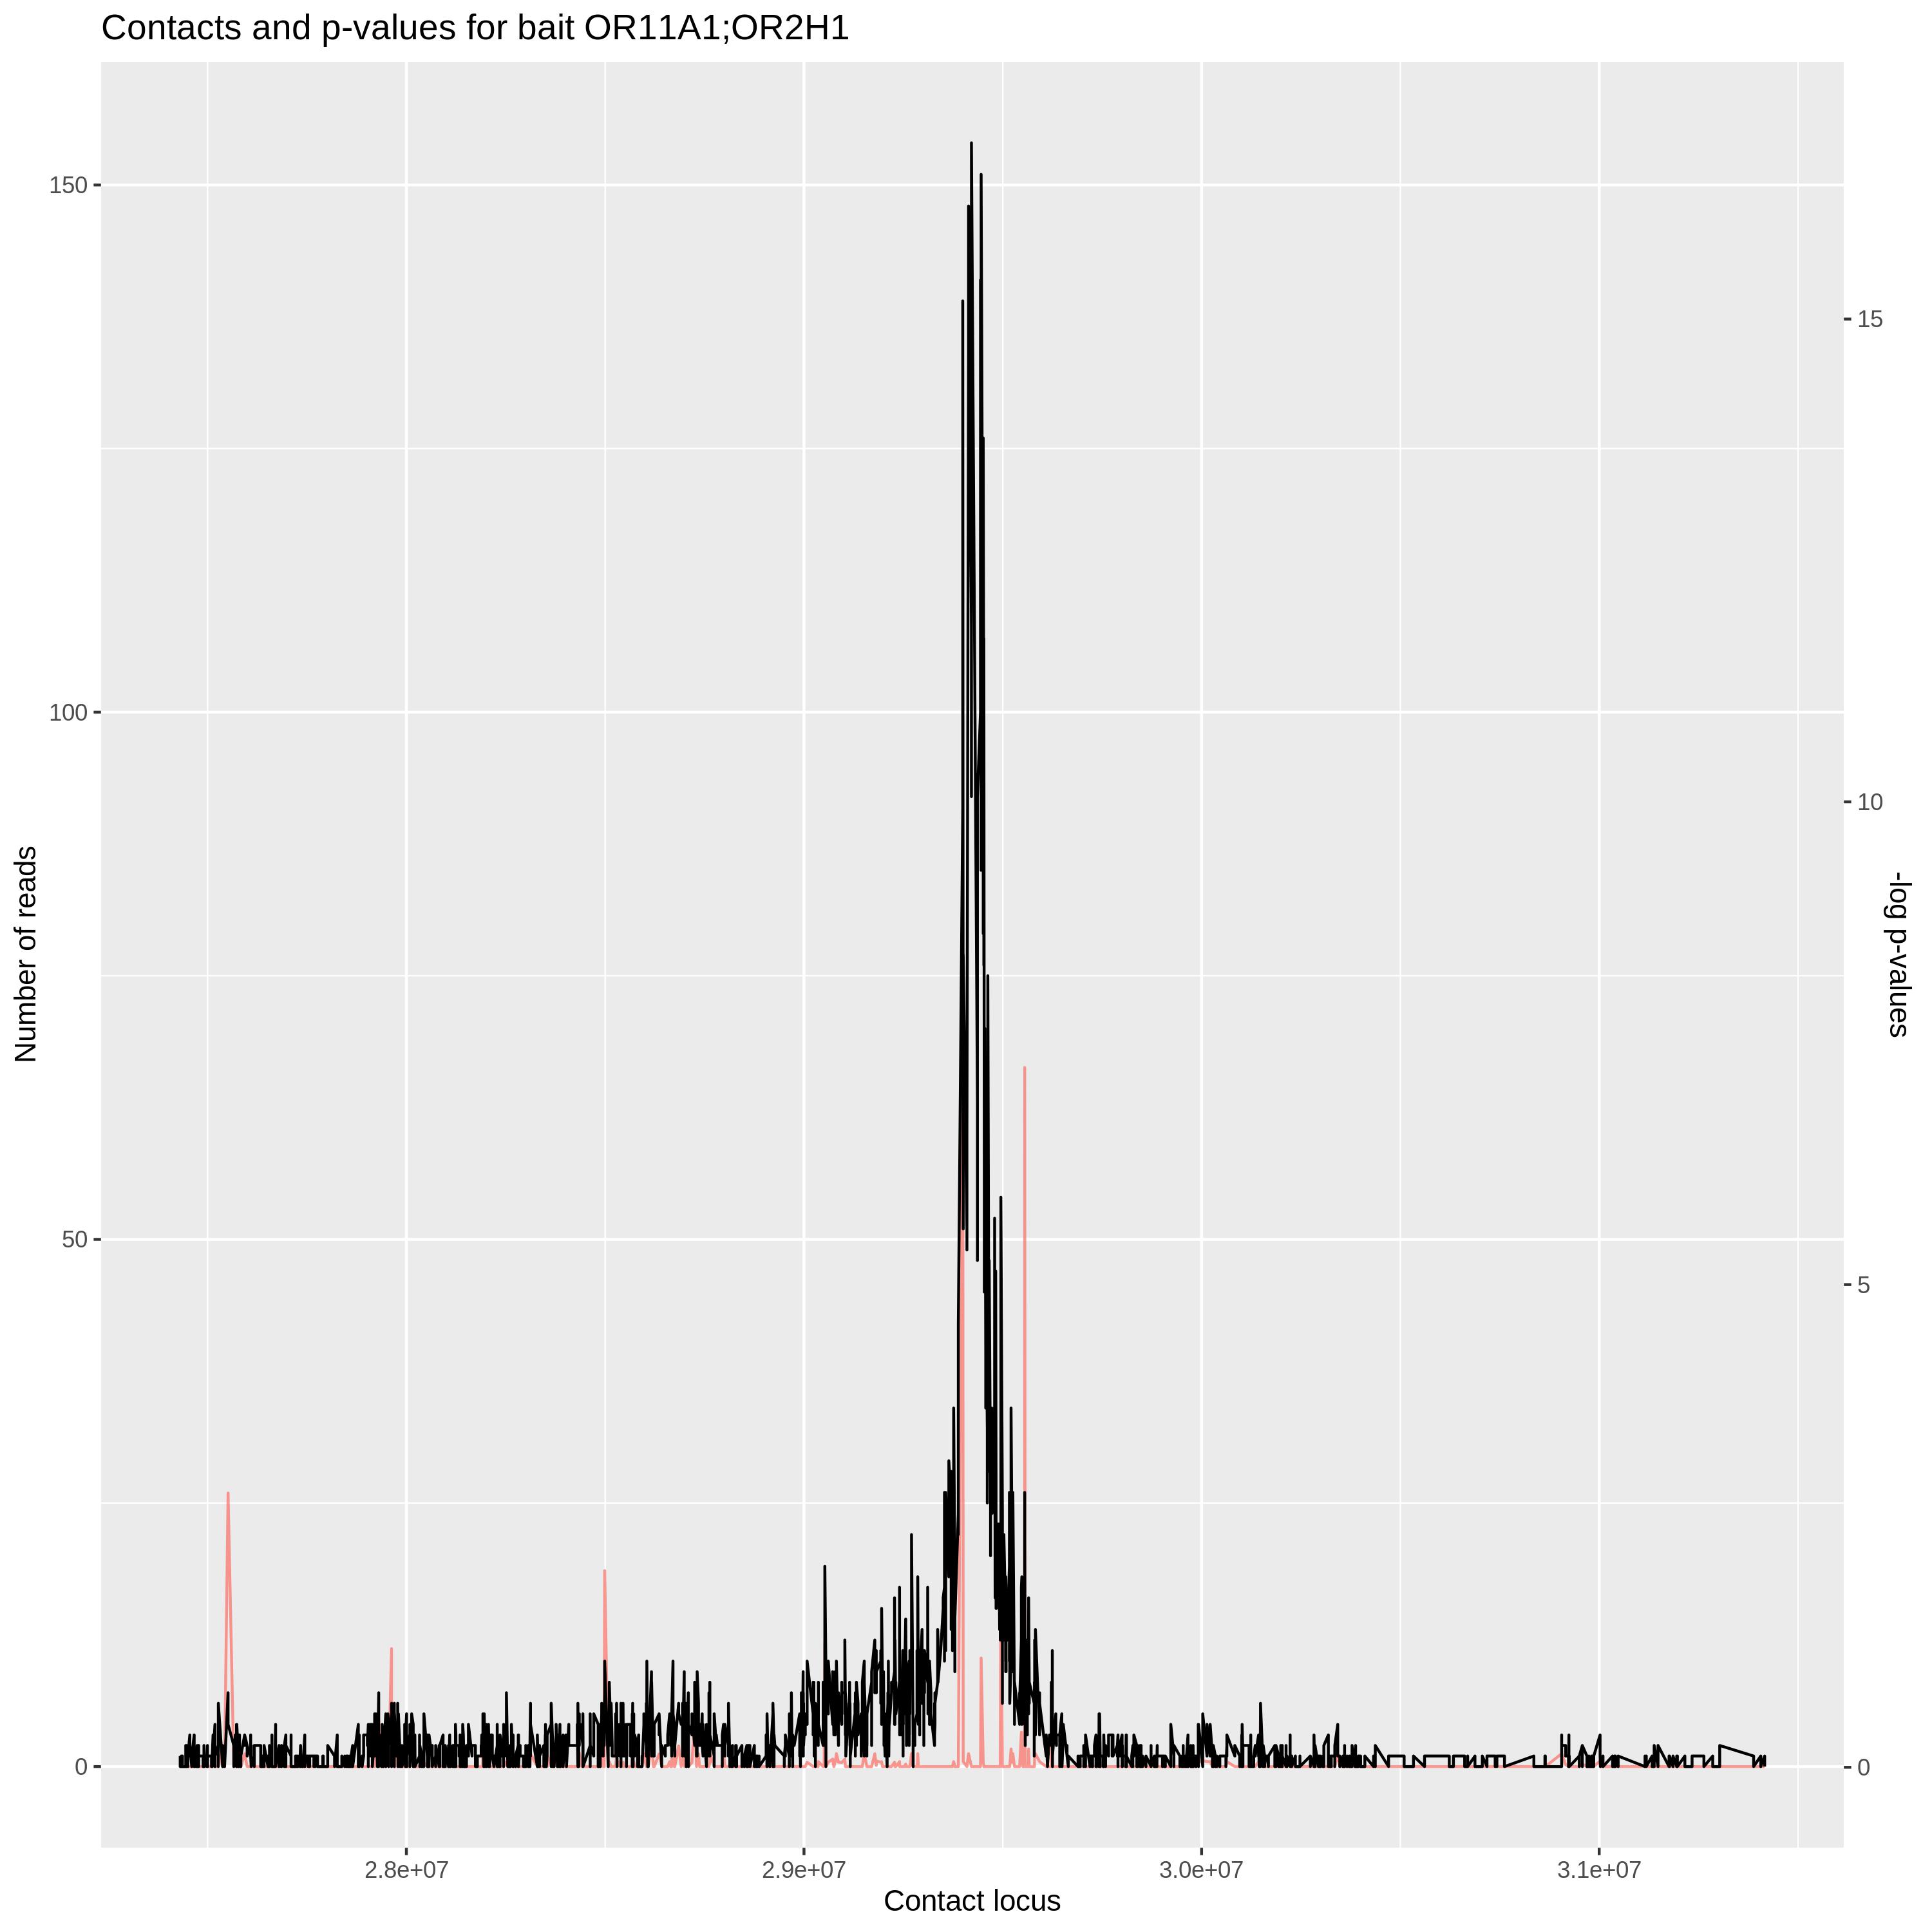 Contacts and p-values for bait OR11A1;OR2H1
150
100
50
0
Number of reads
15
10
5
0
-log p-values
2.8e+07
2.9e+07
3.0e+07
3.1e+07
Contact locus